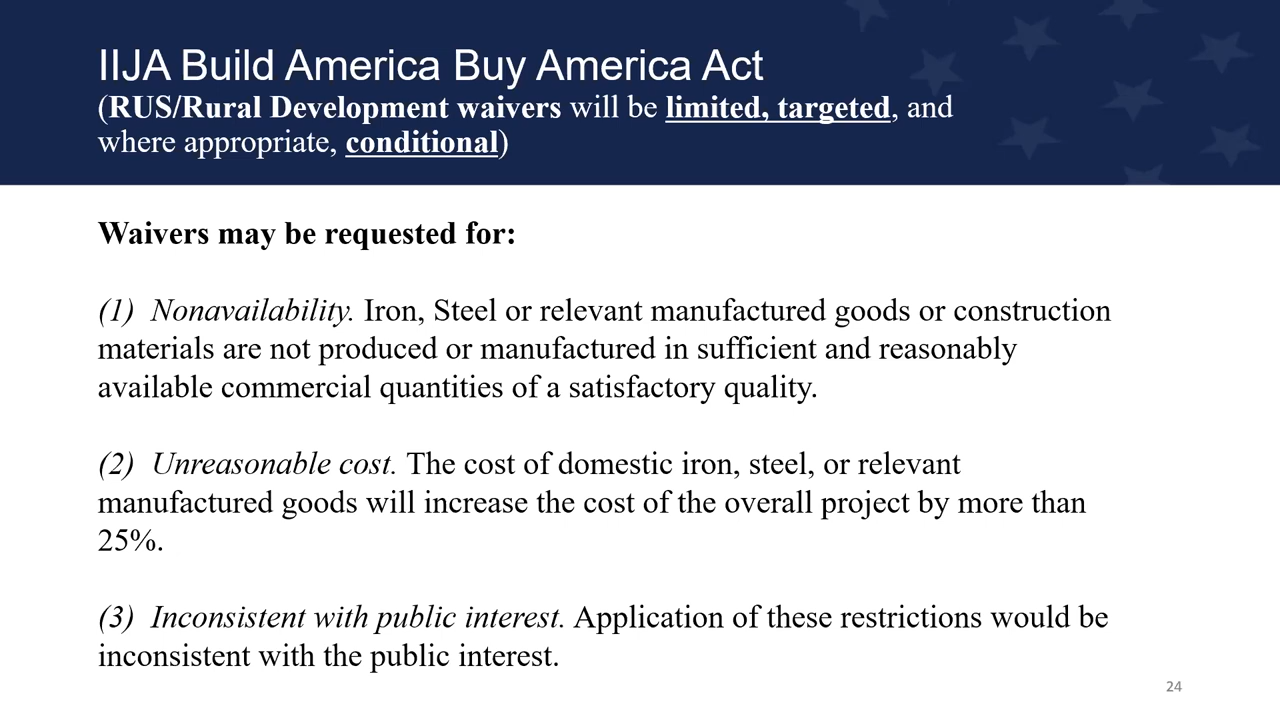 IIJA Build America Buy America Act
(RUS/Rural Development waivers will be limited, targeted, and
where appropriate, conditional)
Waivers may be requested for:
(1) Nonavailability. Iron, Steel or relevant manufactured goods or construction
materials are not produced or manufactured in sufficient and reasonably
available commercial quantities of a satisfactory quality.
(2) Unreasonable cost. The cost of domestic iron, steel, or relevant
manufactured goods will increase the cost of the overall project by more than
25%.
(3) Inconsistent with public interest. Application of these restrictions would be
inconsistent with the public interest.
24